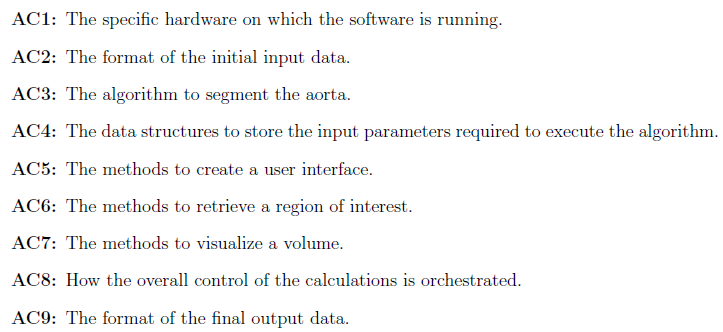 AC1: The specific hardware on which the software is running.
AC2: The format of the initial input data.
AC3: The algorithm to segment the aorta.
AC4: The data structures to store the input parameters required to execute the algorithm.
AC5: The methods to create a user interface.
AC6: The methods to retrieve a region of interest.
AC7: The methods to visualize a volume.
AC8: How the overall control of the calculations is orchestrated.
AC9: The format of the final output data.